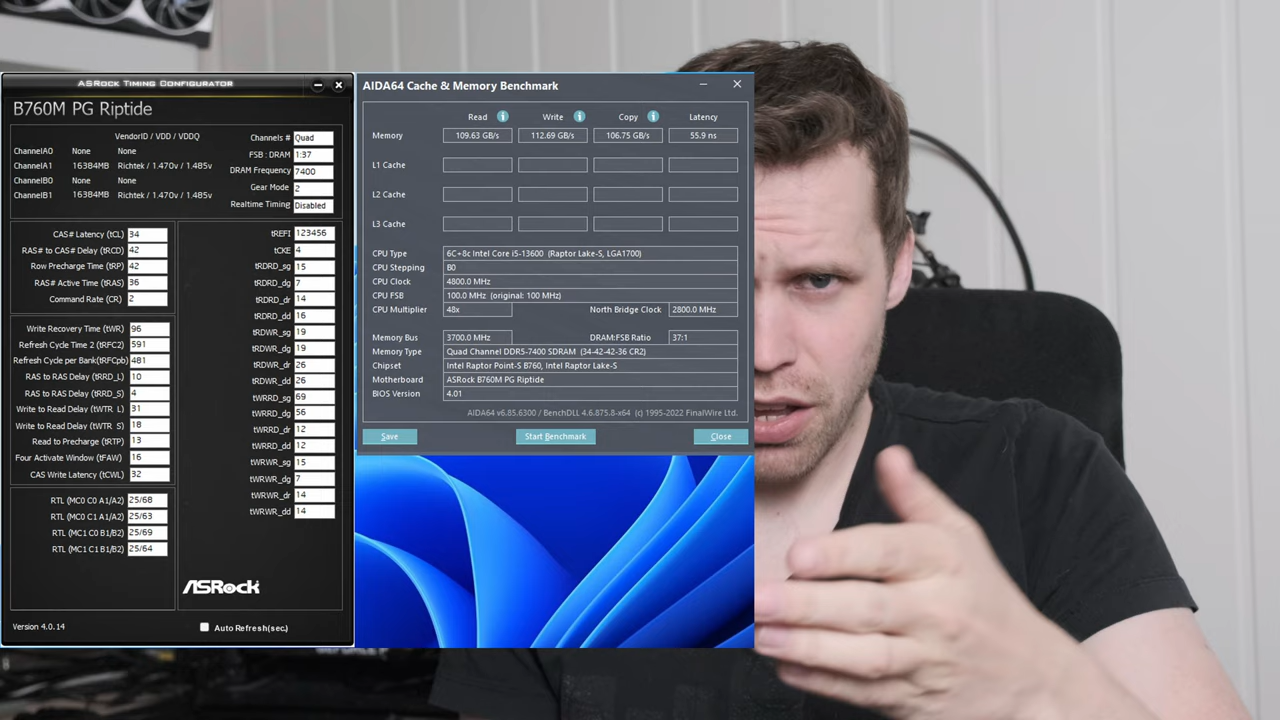 ASRock Timing Configurator
B760M PG Riptide
VendorID / VDD / VDDQ
ChannelA0 None None
ChannelA1 16384MB Richtek / 1.470v / 1.485v
ChannelB0 None None
ChannelB1 16384MB Richtek / 1.470v / 1.485v
Channels # Quad
FSB : DRAM 1:37
DRAM Frequency 7400
Gear Mode 2
Realtime Timing Disabled
CAS# Latency (tCL) 34
RAS# to CAS# Delay (tRCD) 42
Row Precharge Time (tRP) 42
RAS# Active Time (tRAS) 36
Command Rate (CR) 2
Write Recovery Time (tWR) 96
Refresh Cycle Time 2 (tRFC2) 591
Refresh Cycle per Bank(tRFCpb) 481
RAS to RAS Delay (tRRD_L) 10
RAS to RAS Delay (tRRD_S) 4
Write to Read Delay (tWTR_L) 31
Write to Read Delay (tWTR_S) 18
Read to Precharge (tRTP) 13
Four Activate Window (tFAW) 16
CAS Write Latency (tCWL) 32
RTL (MC0 C0 A1/A2) 25/68
RTL (MC0 C1 A1/A2) 25/63
RTL (MC1 C0 B1/B2) 25/69
RTL (MC1 C1 B1/B2) 25/64
tREFI 123456
tCKE 4
tRDRD_sg 15
tRDRD_dg 7
tRDRD_dr 14
tRDRD_dd 16
tRDWR_sg 19
tRDWR_dg 19
tRDWR_dr 26
tRDWR_dd 26
tWRRD_sg 69
tWRRD_dg 56
tWRRD_dr 12
tWRRD_dd 12
tWRWR_sg 15
tWRWR_dg 7
tWRWR_dr 14
tWRWR_dd 14
ASRock
Version 4.0.14
Auto Refresh(sec.)
AIDA64 Cache & Memory Benchmark
Read Write Copy Latency
Memory 109.63 GB/s 112.69 GB/s 106.75 GB/s 55.9 ns
L1 Cache
L2 Cache
L3 Cache
CPU Type 6C+8c Intel Core i5-13600 (Raptor Lake-S, LGA1700)
CPU Stepping B0
CPU Clock 4800.0 MHz
CPU FSB 100.0 MHz (original: 100 MHz)
CPU Multiplier 48x North Bridge Clock 2800.0 MHz
Memory Bus 3700.0 MHz DRAM:FSB Ratio 37:1
Memory Type Quad Channel DDR5-7400 SDRAM (34-42-42-36 CR2)
Chipset Intel Raptor Point-S B760, Intel Raptor Lake-S
Motherboard ASRock B760M PG Riptide
BIOS Version 4.01
AIDA64 v6.85.6300 / BenchDLL 4.6.875.8-x64 (c) 1995-2022 FinalWire Ltd.
Save Start Benchmark Close